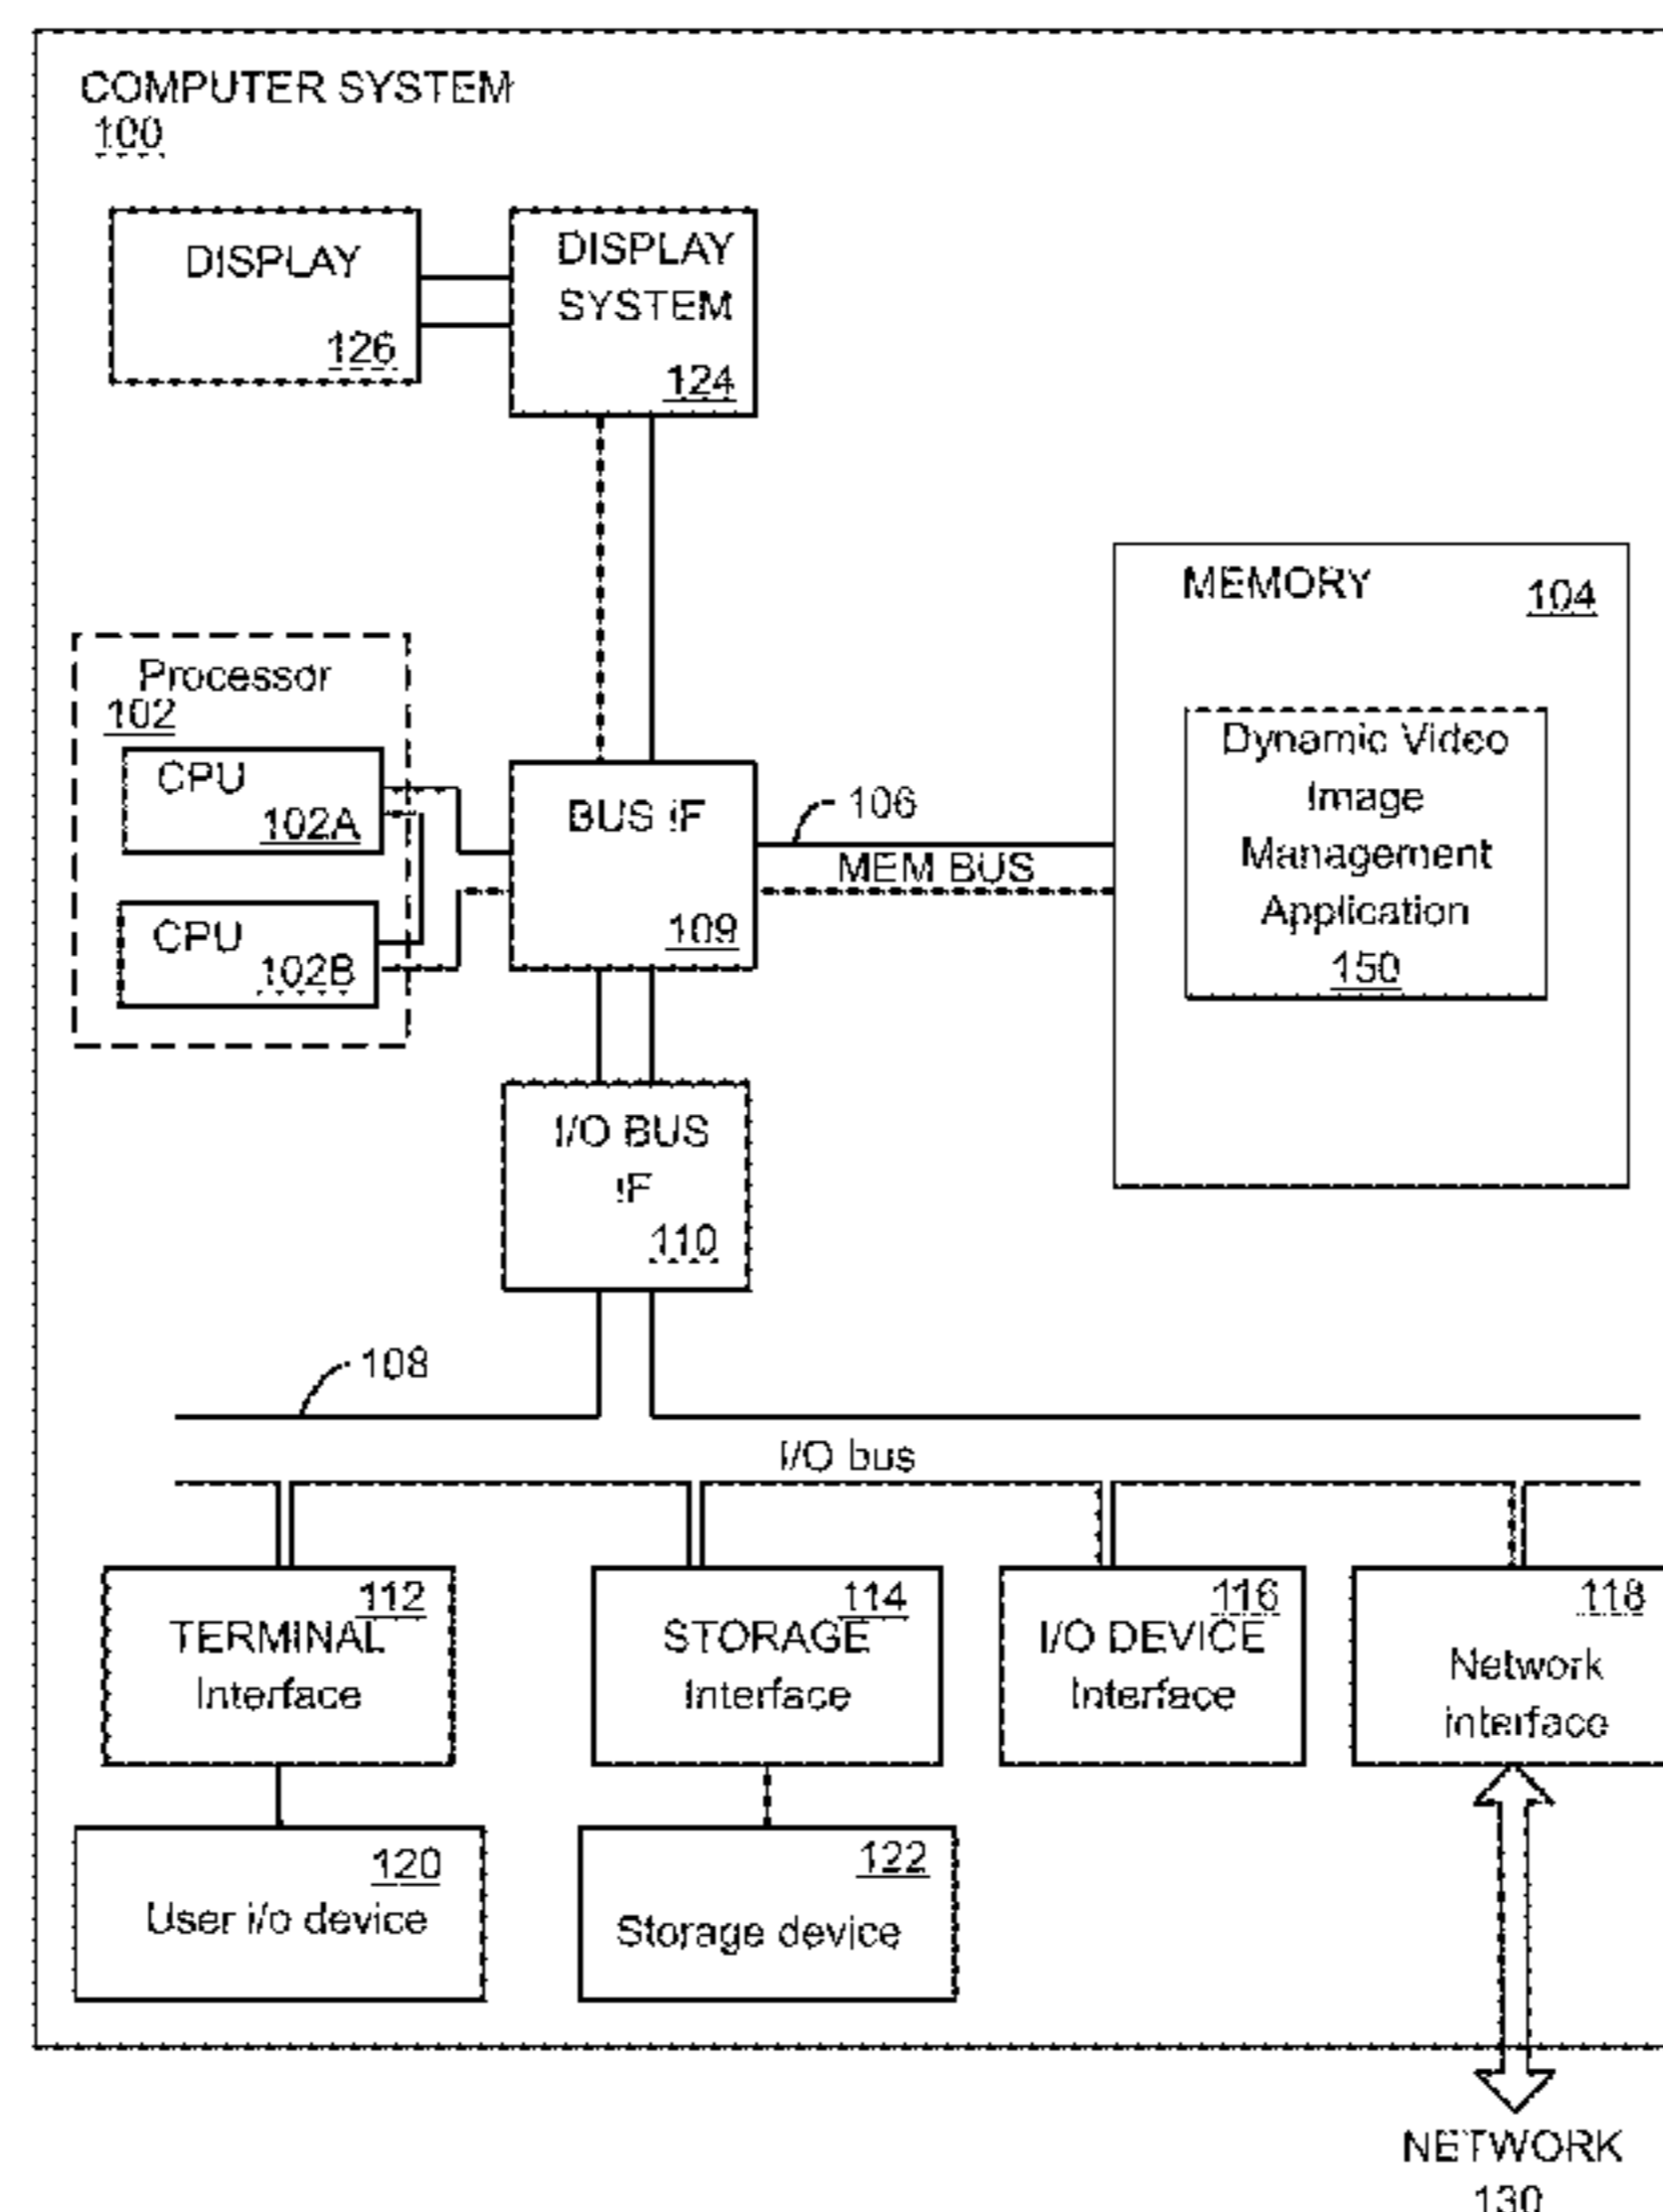 COMPUTER SYSTEM
100
DISPLAY
126
DISPLAY
SYSTEM
124
MEMORY
104
Dynamic Video
Image
Management
Application
150
Processor
102
CPU
102A
CPU
102B
BUS IF
109
106
MEM BUS
I/O BUS
IF
110
108
I/O bus
112
TERMINAL
Interface
114
STORAGE
Interface
116
I/O DEVICE
Interface
118
Network
interface
120
User i/o device
122
Storage device
NETWORK
130